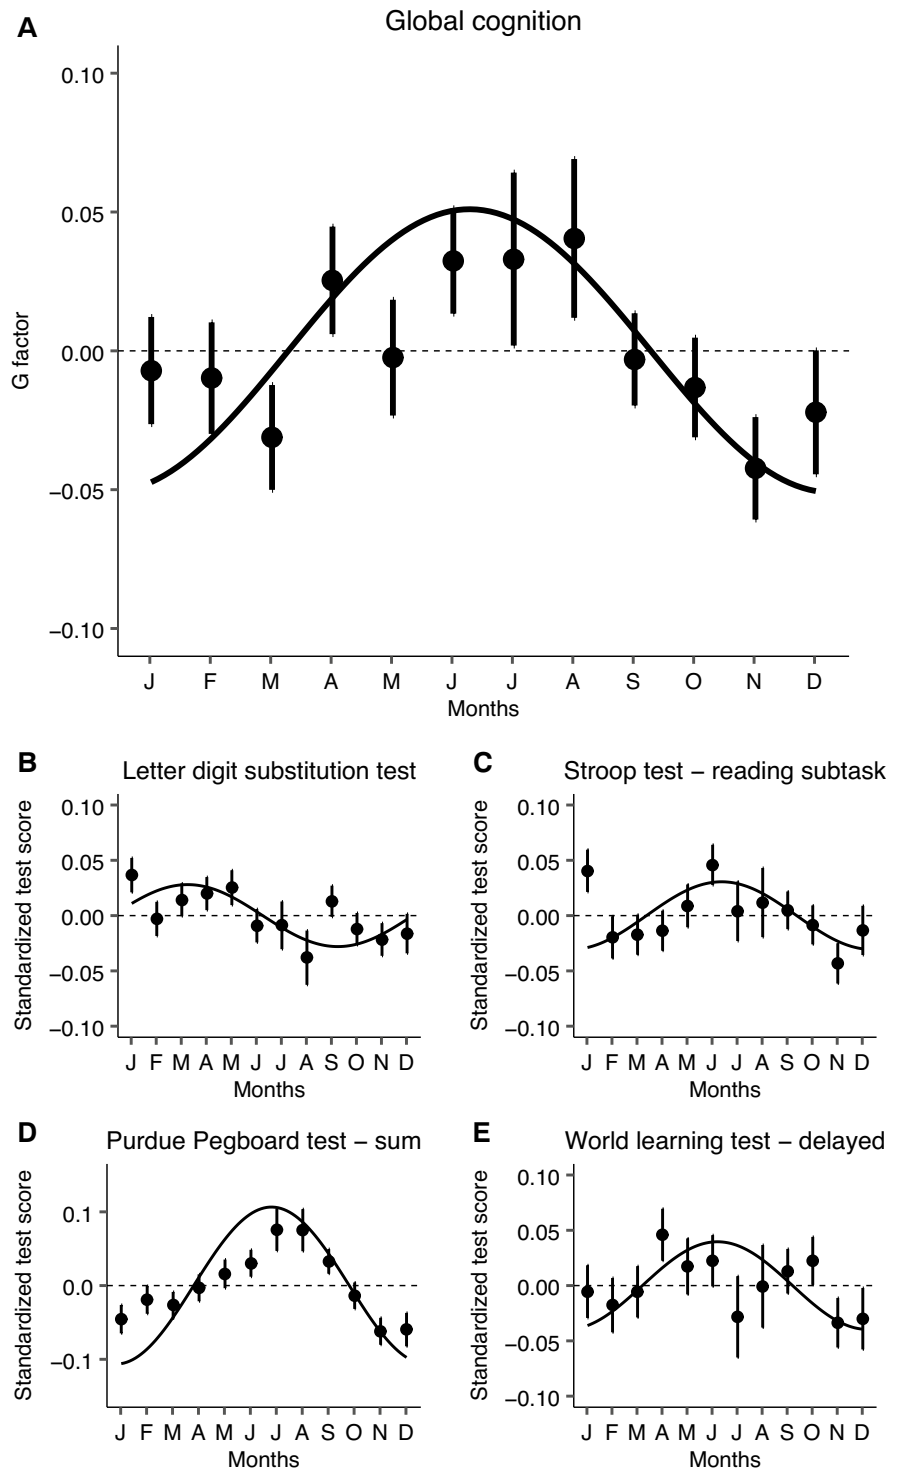 A
Global cognition
G factor
0.10
0.05
0.00
−0.05
−0.10
J F M A M J J A S O N D
Months
B
Letter digit substitution test
Standardized test score
0.10
0.05
0.00
−0.05
−0.10
J F M A M J J A S O N D
Months
C
Stroop test − reading subtask
Standardized test score
0.10
0.05
0.00
−0.05
−0.10
J F M A M J J A S O N D
Months
D
Purdue Pegboard test − sum
Standardized test score
0.1
0.0
−0.1
J F M A M J J A S O N D
Months
E
World learning test − delayed
Standardized test score
0.10
0.05
0.00
−0.05
−0.10
J F M A M J J A S O N D
Months